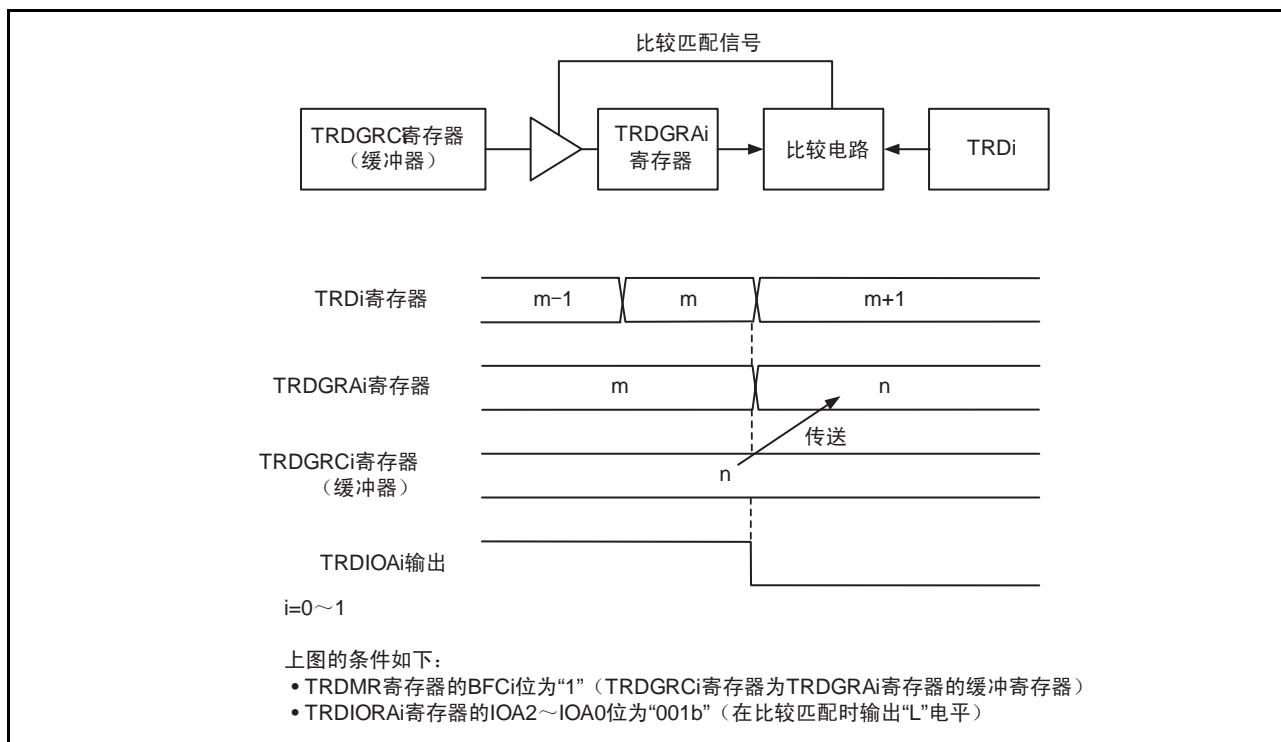 比较匹配信号
TRDGRCi寄存器
（缓冲器）
TRDGRAi
寄存器
比较电路
TRDi
TRDi寄存器
m-1
m
m+1
TRDGRAi寄存器
m
n
传送
TRDGRCi寄存器
（缓冲器）
n
TRDIOAi输出
i=0～1
上图的条件如下：
• TRDMR寄存器的BFCi位为“1”（TRDGRCi寄存器为TRDGRAi寄存器的缓冲寄存器）
• TRDIORAi寄存器的IOA2～IOA0位为“001b”（在比较匹配时输出“L”电平）